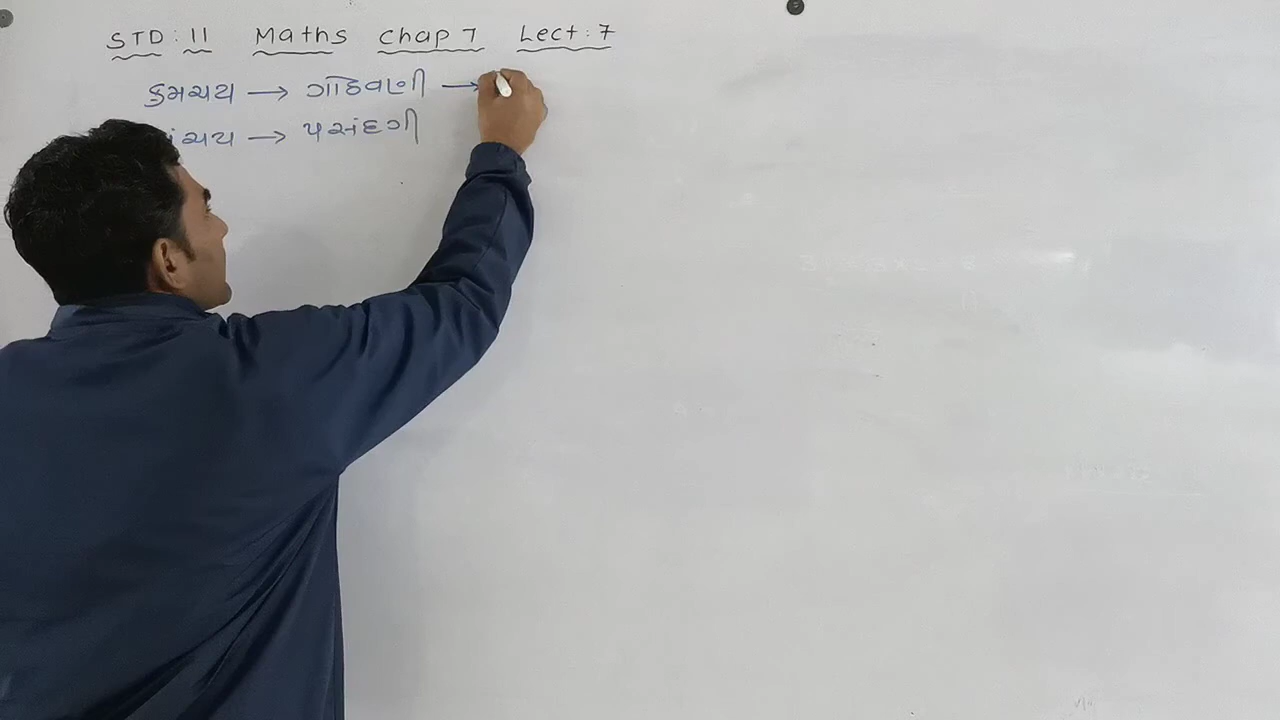 STD : 11 Maths Chap 7 Lect : 7
ક્રમચય → ગોઠવણી →
સંચય → પસંદગી